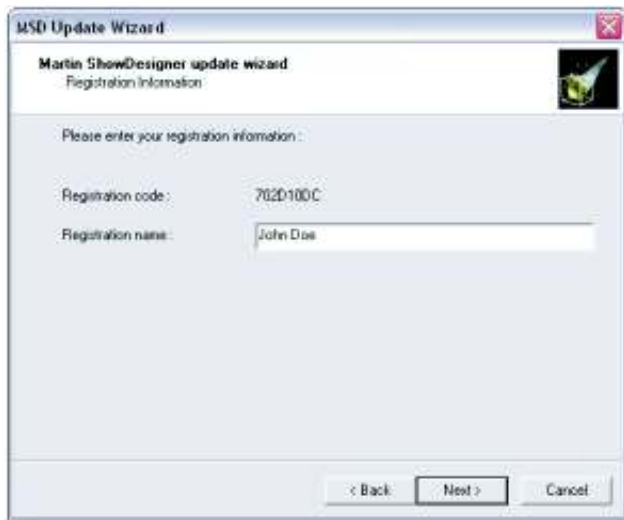 MSD Update Wizard
Martin ShowDesigner update wizard
Registration Information
Please enter your registration information :
Registration code : 702D10DC
Registration name : John Doe
< Back Next > Cancel